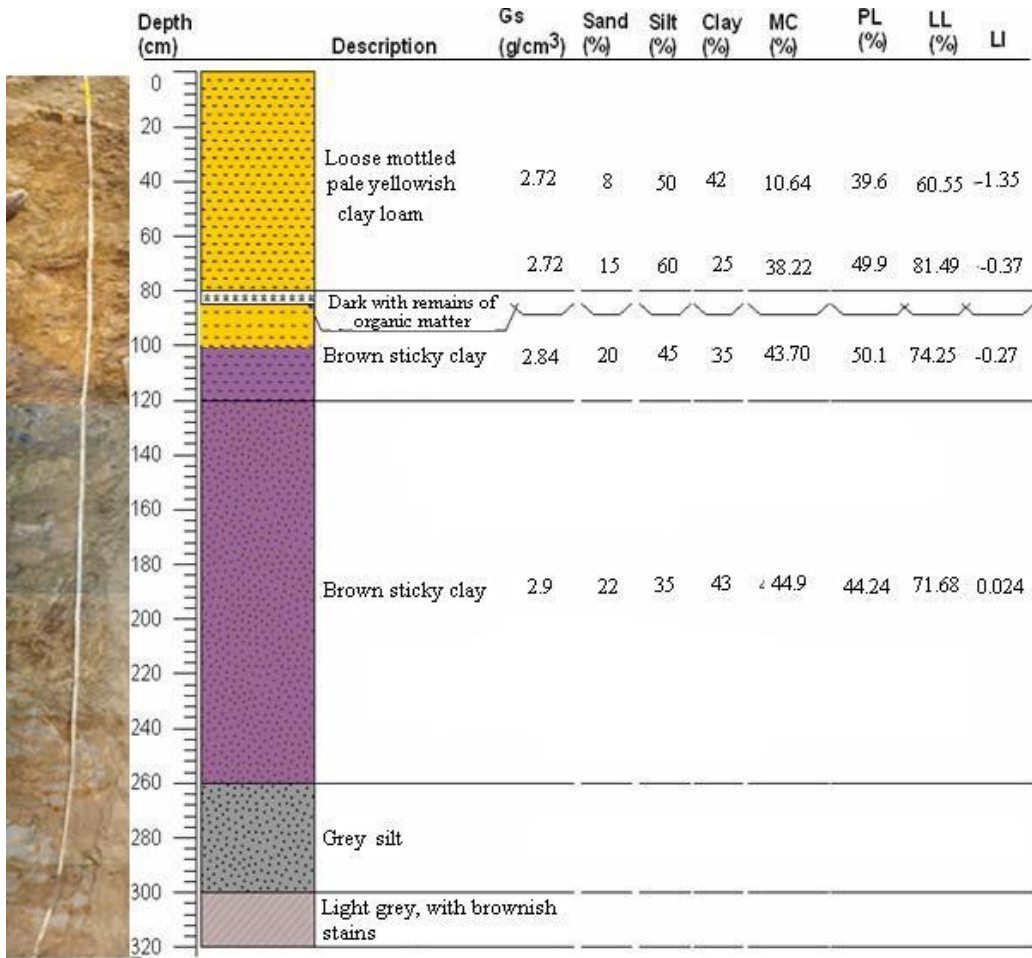 Depth (cm) Description Gs (g/cm³) Sand (%) Silt (%) Clay (%) MC (%) PL (%) LL (%) LI
0
20
Loose mottled
pale yellowish
clay loam
40 2.72 8 50 42 10.64 39.6 60.55 -1.35
60
2.72 15 60 25 38.22 49.9 81.49 -0.37
80
Dark with remains of
organic matter
100
Brown sticky clay 2.84 20 45 35 43.70 50.1 74.25 -0.27
120
140
160
180
Brown sticky clay 2.9 22 35 43 44.9 44.24 71.68 0.024
200
220
240
260
280
Grey silt
300
Light grey, with brownish
stains
320